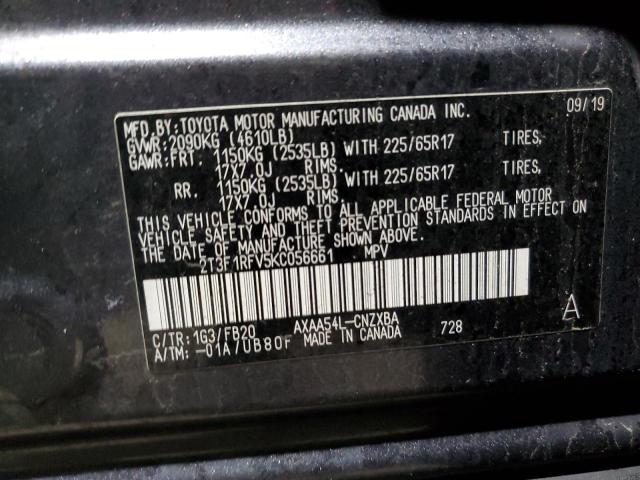 MFD.BY:TOYOTA MOTOR MANUFACTURING CANADA INC. 09/19
GVWR:2090KG (4610LB)
GAWR:FRT. 1150KG (2535LB) WITH 225/65R17 TIRES,
17X7.0J RIMS.
RR. 1150KG (2535LB) WITH 225/65R17 TIRES,
17X7.0J RIMS.
THIS VEHICLE CONFORMS TO ALL APPLICABLE FEDERAL MOTOR
VEHICLE SAFETY AND THEFT PREVENTION STANDARDS IN EFFECT ON
THE DATE OF MANUFACTURE SHOWN ABOVE.
2T3F1RFV5KC056661 MPV
C/TR:1G3/FB20 AXAA54L-CNZXBA A
A/TM:-01A/UB80F MADE IN CANADA 728